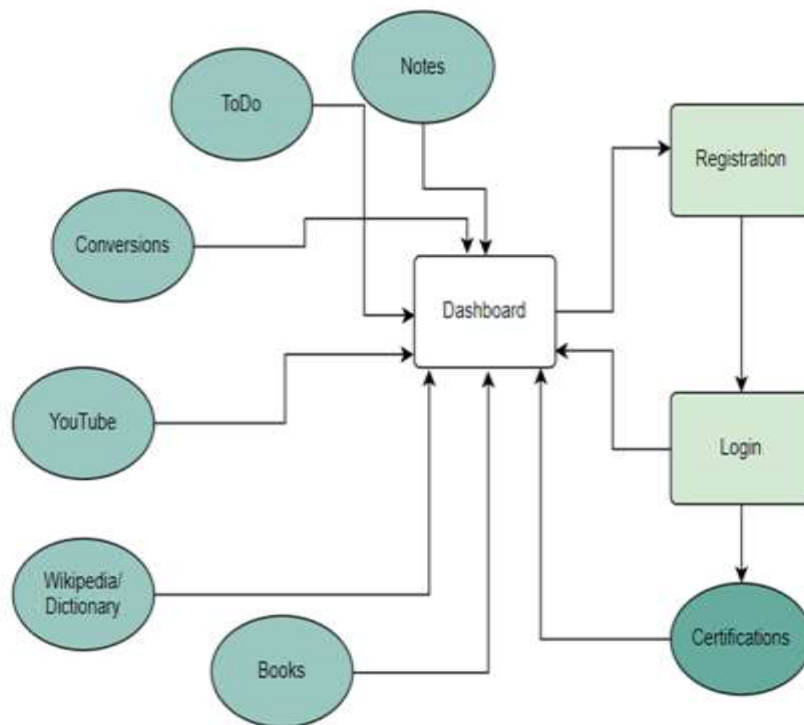 Notes
ToDo
Registration
Conversions
Dashboard
YouTube
Login
Wikipedia/
Dictionary
Books
Certifications